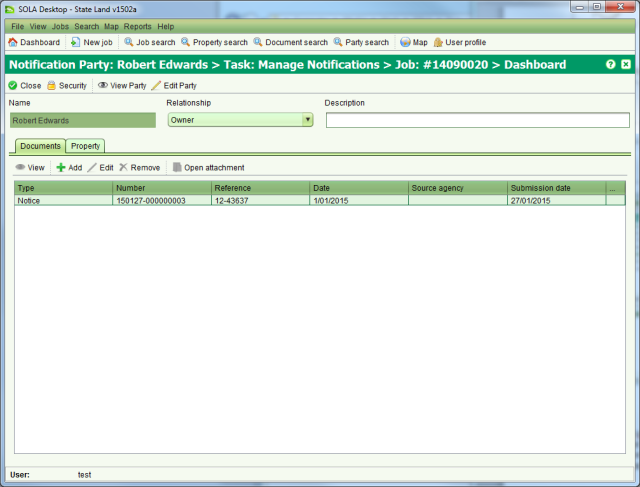 SOLA Desktop - State Land v1502a
File View Jobs Search Map Reports Help
Dashboard New job Job search Property search Document search Party search Map User profile
Notification Party: Robert Edwards > Task: Manage Notifications > Job: #14090020 > Dashboard
Close Security View Party Edit Party
Name Relationship Description
Robert Edwards Owner
Documents Property
View Add Edit Remove Open attachment
Type Number Reference Date Source agency Submission date ...
Notice 150127-000000003 12-43637 1/01/2015 27/01/2015
User: test